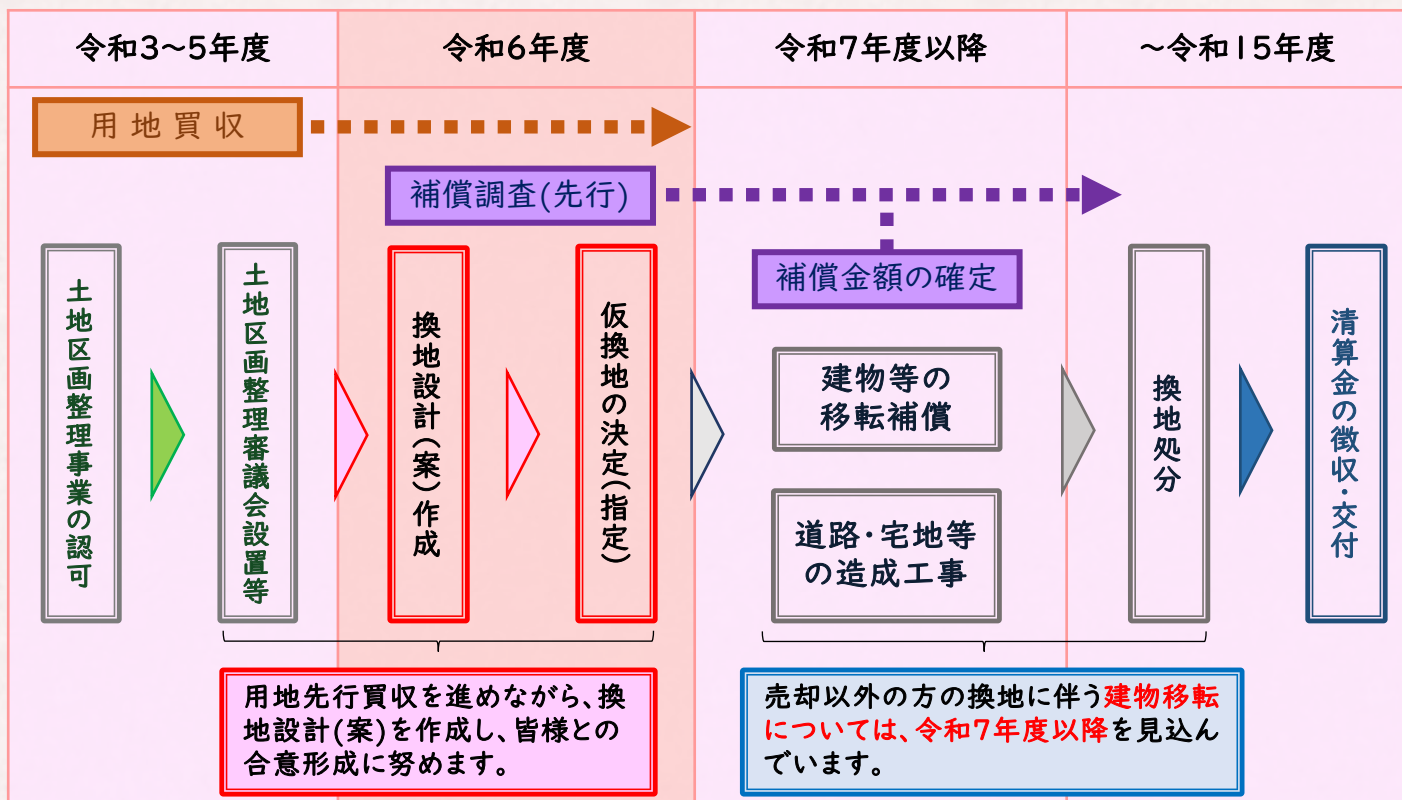 令和3～5年度
令和6年度
令和7年度以降
～令和15年度
用地買収
補償調査(先行)
補償金額の確定
土地区画整理事業の認可
土地区画整理審議会設置等
換地設計(案)作成
仮換地の決定(指定)
建物等の
移転補償
道路・宅地等
の造成工事
換地処分
清算金の徴収・交付
用地先行買収を進めながら、換
地設計(案)を作成し、皆様との
合意形成に努めます。
売却以外の方の換地に伴う建物移転
については、令和7年度以降を見込ん
でいます。